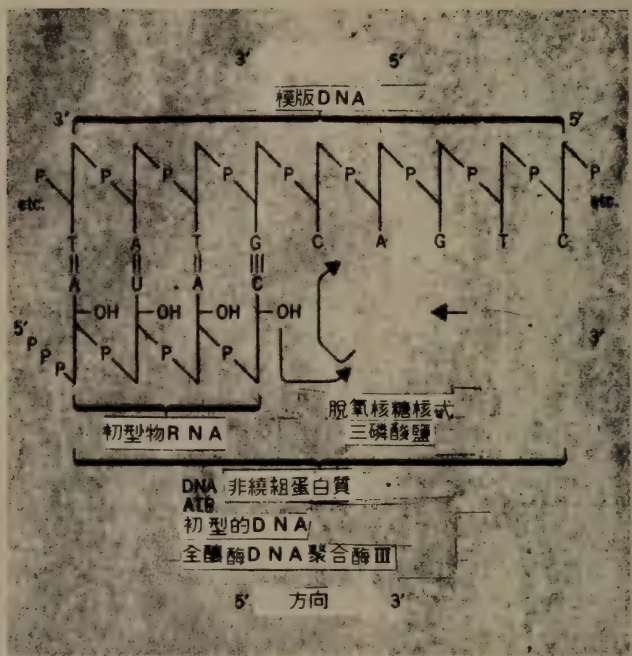 3′ 5′
模版DNA
3′ 5′
P P P P P P P P P
etc. etc.
T A T G C A G T C
A U A C
OH OH OH OH
5′ 3′
P P P P P P
初型物RNA
脱氧核糖核甙
三磷酸鹽
DNA 非繞組蛋白質
ATB
初型的DNA
全釀酶DNA聚合酶III
5′ 方向 3′